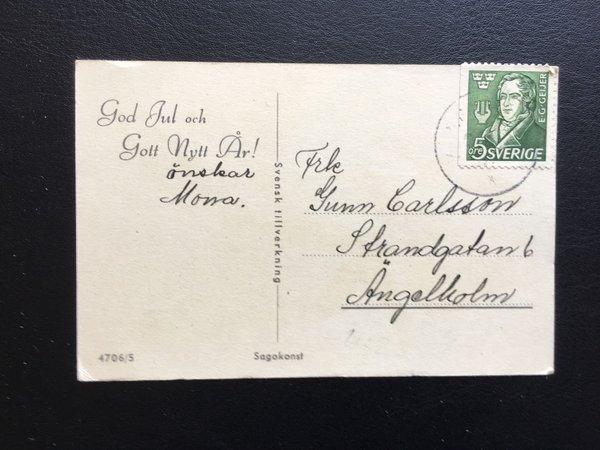 God Jul och
Gott Nytt År!
önskar
Mona.
Svensk tillverkning
E·G·GEIJER
5 öre SVERIGE
Frk
Gunn Carlsson
Strandgatan 6
Ängelholm
4706/S
Sagokonst